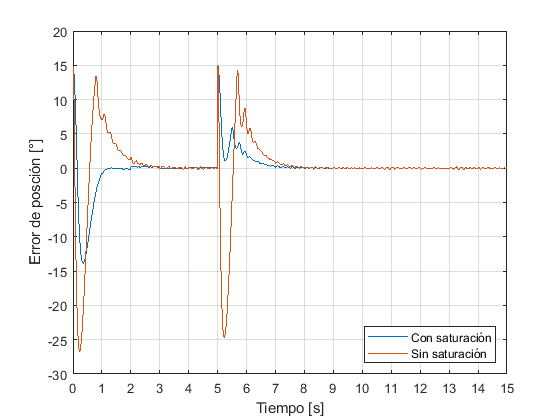 20
15
10
5
0
-5
-10
-15
-20
-25
-30
Error de posción [°]
0 1 2 3 4 5 6 7 8 9 10 11 12 13 14 15
Tiempo [s]
Con saturación
Sin saturación